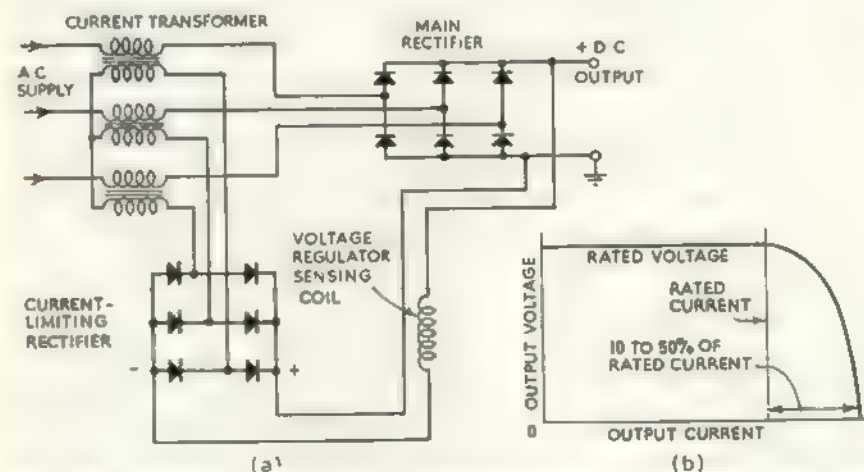 CURRENT TRANSFORMER
MAIN
RECTIFIER
+ D C
OUTPUT
A C
SUPPLY
VOLTAGE
REGULATOR
SENSING
COIL
CURRENT-
LIMITING
RECTIFIER
-
+
(a)
OUTPUT VOLTAGE
RATED VOLTAGE
RATED
CURRENT
10 TO 50% OF
RATED CURRENT
0
OUTPUT CURRENT
(b)